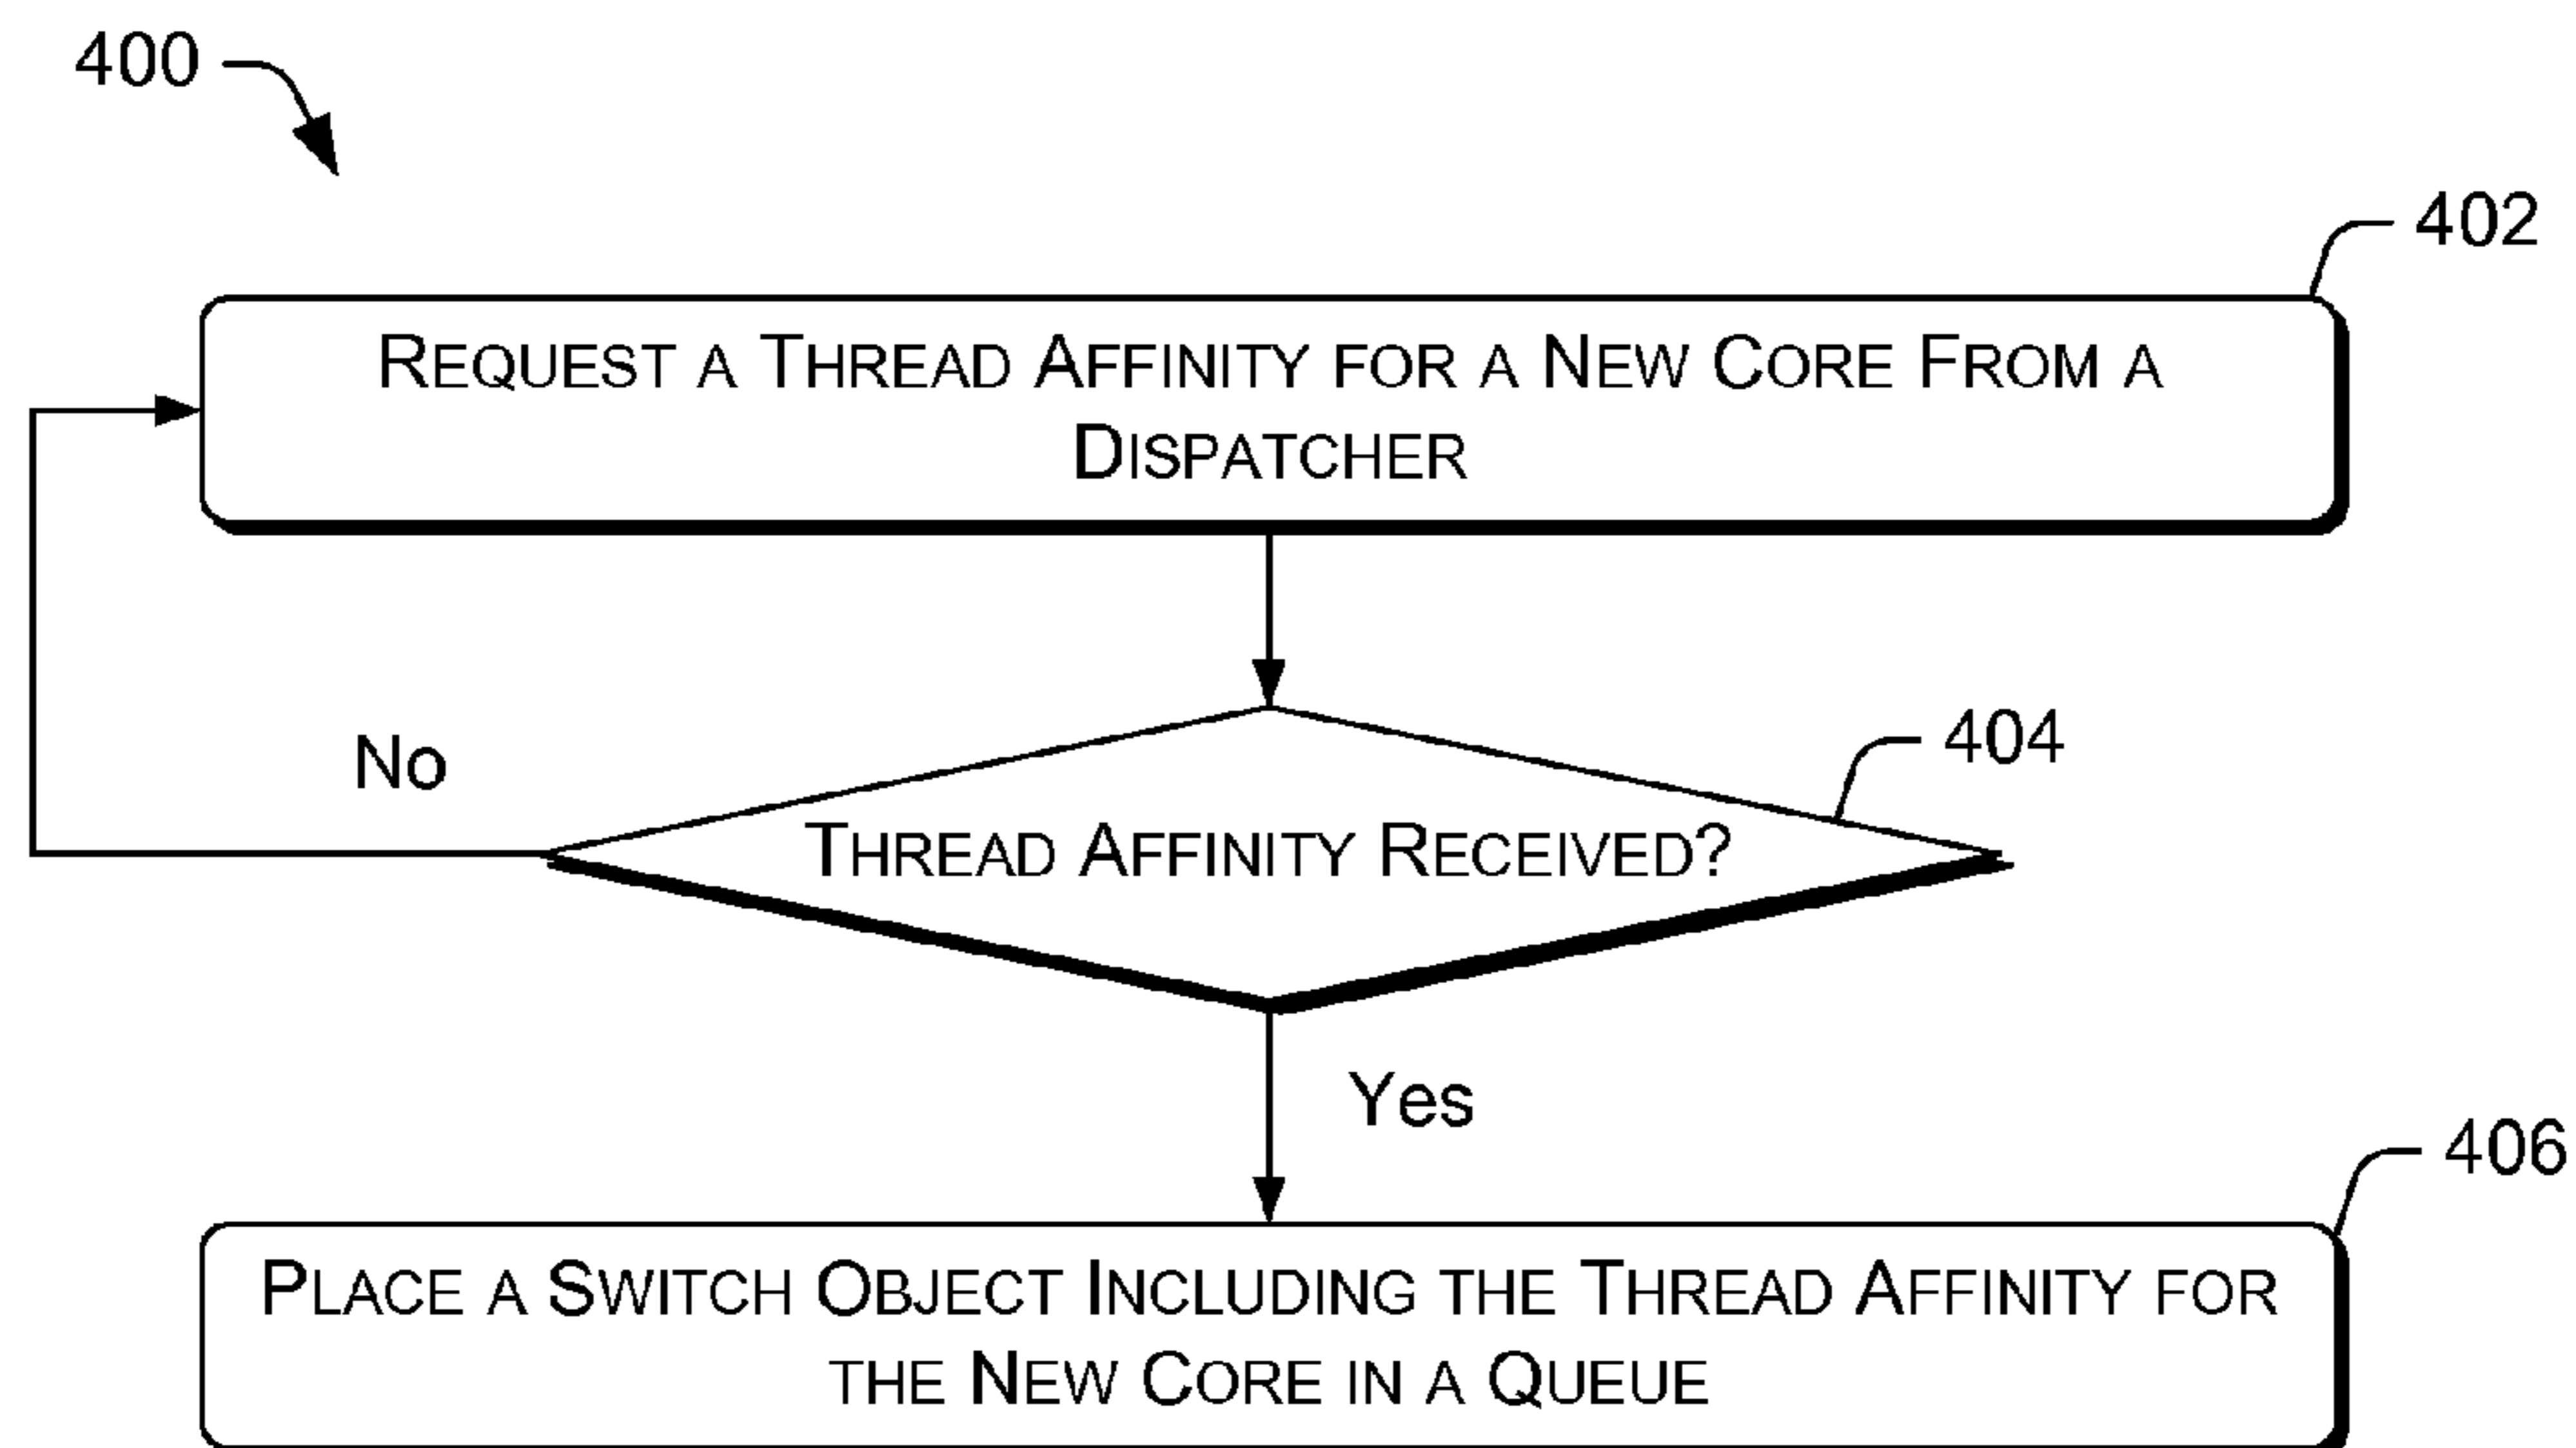 400
402
REQUEST A THREAD AFFINITY FOR A NEW CORE FROM A
DISPATCHER
No
404
THREAD AFFINITY RECEIVED?
Yes
406
PLACE A SWITCH OBJECT INCLUDING THE THREAD AFFINITY FOR
THE NEW CORE IN A QUEUE